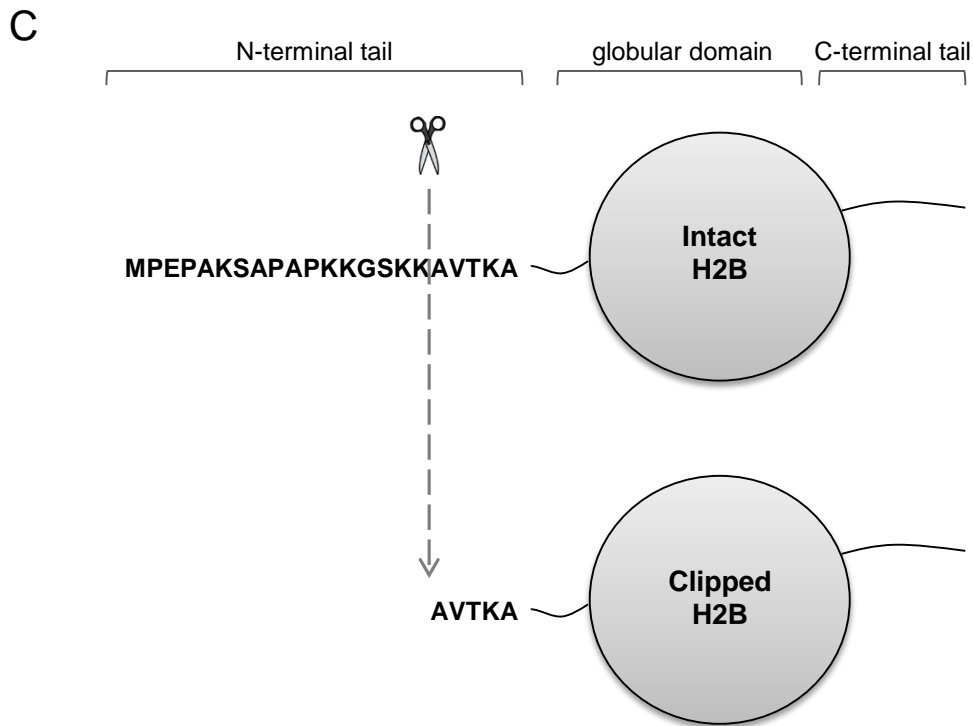 C
N-terminal tail
globular domain
C-terminal tail
MPEPAKSAPAPKKGSKKAVTKA
Intact
H2B
AVTKA
Clipped
H2B